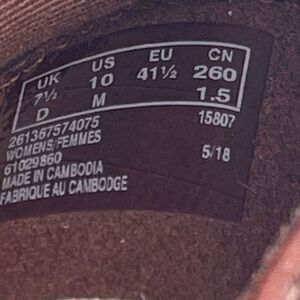 UK US EU CN
7½ 10 41½ 260
D M 1.5
261367574075 15807
WOMENS/FEMMES
61029860 5/18
MADE IN CAMBODIA
FABRIQUE AU CAMBODGE